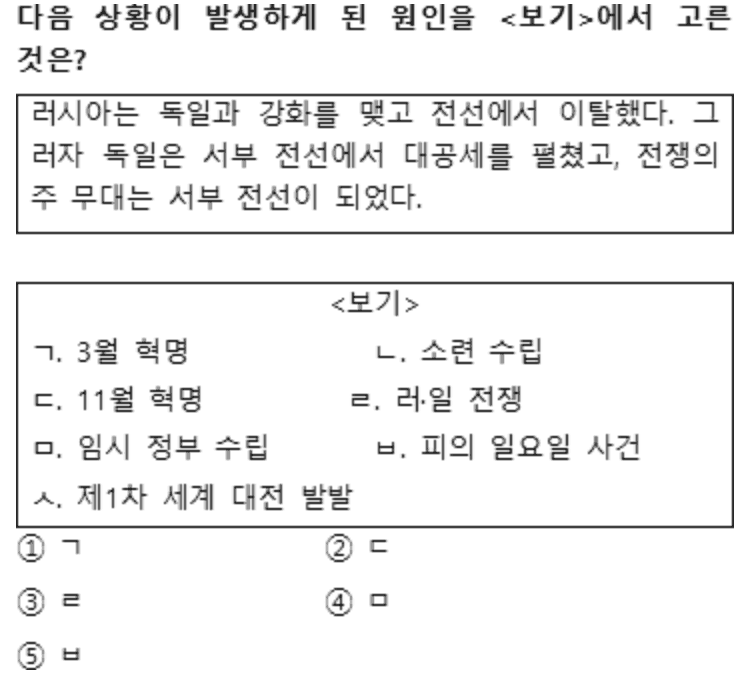 다음 상황이 발생하게 된 원인을 <보기>에서 고른
것은?
러시아는 독일과 강화를 맺고 전선에서 이탈했다. 그
러자 독일은 서부 전선에서 대공세를 펼쳤고, 전쟁의
주 무대는 서부 전선이 되었다.
<보기>
ㄱ. 3월 혁명 ㄴ. 소련 수립
ㄷ. 11월 혁명 ㄹ. 러·일 전쟁
ㅁ. 임시 정부 수립 ㅂ. 피의 일요일 사건
ㅅ. 제1차 세계 대전 발발
① ㄱ ② ㄷ
③ ㄹ ④ ㅁ
⑤ ㅂ